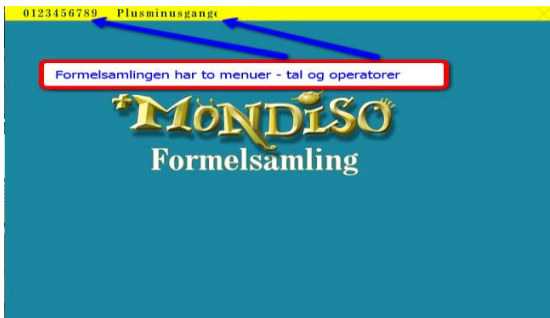 0123456789 Plusminusgange
Formelsamlingen har to menuer - tal og operatorer
MONDISO
Formelsamling